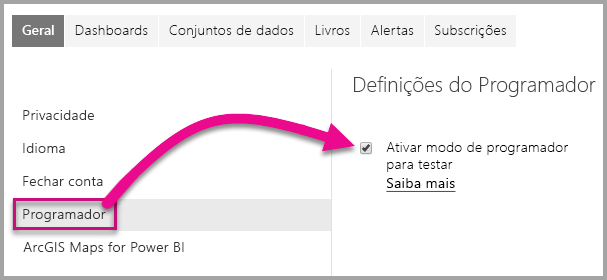 Geral Dashboards Conjuntos de dados Livros Alertas Subscrições
Definições do Programador
Privacidade
Idioma
Fechar conta
Programador
ArcGIS Maps for Power BI
Ativar modo de programador
para testar
Saiba mais